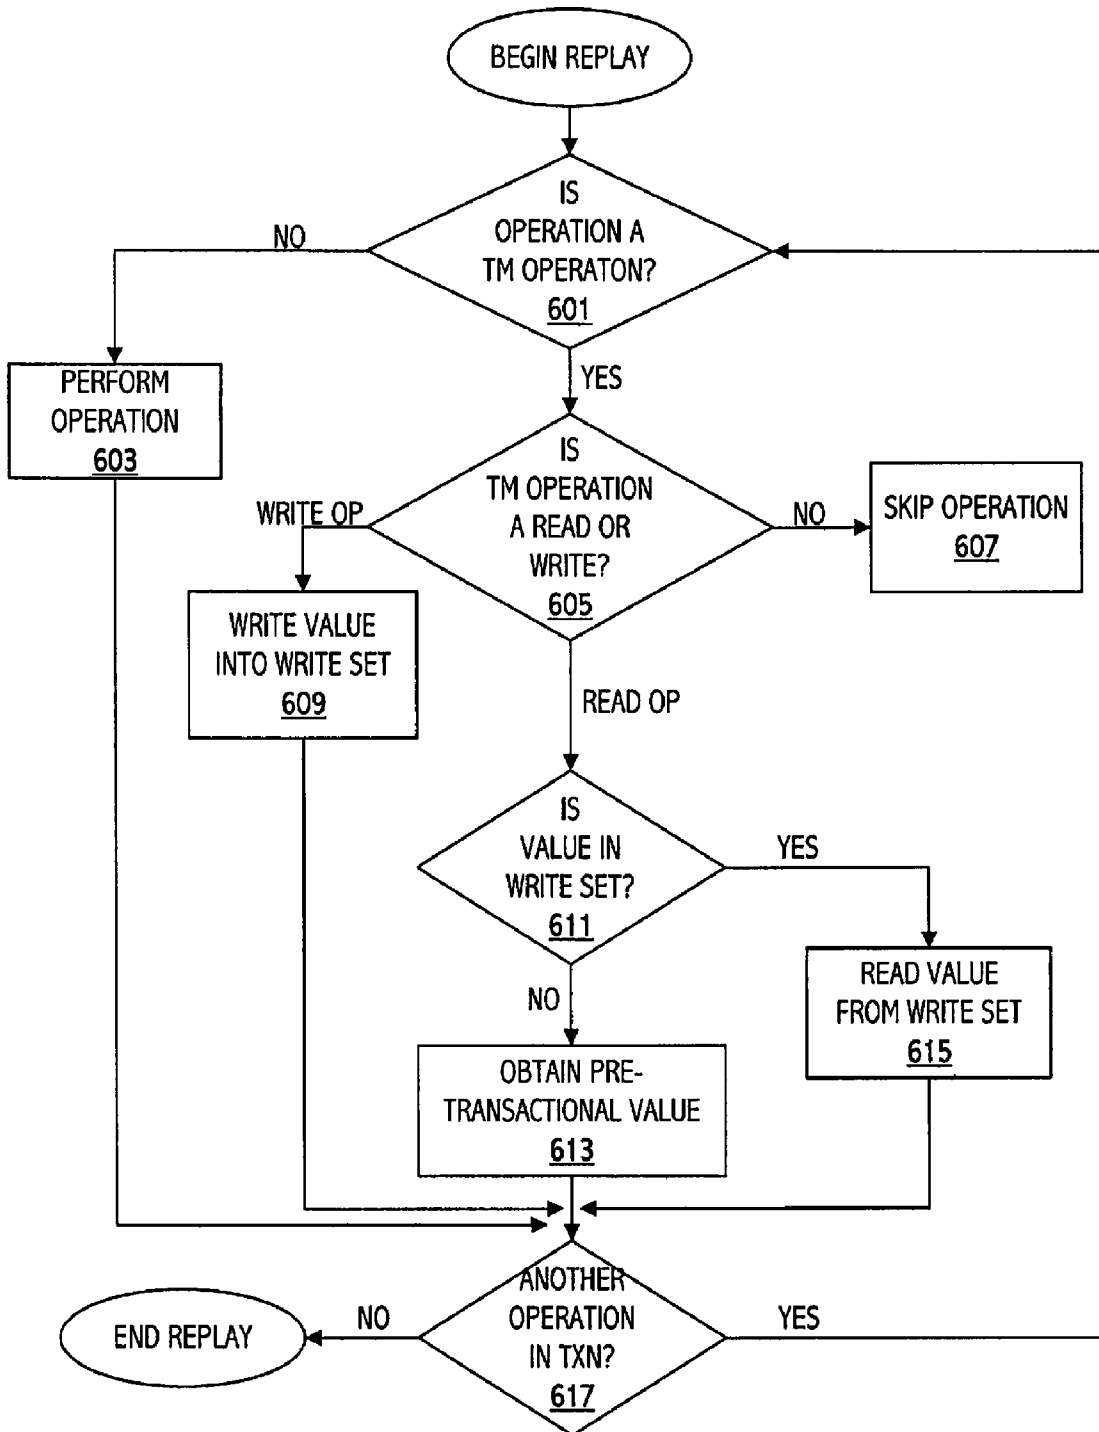 BEGIN REPLAY
IS
OPERATION A
TM OPERATON?
601
NO
YES
PERFORM
OPERATION
603
IS
TM OPERATION
A READ OR
WRITE?
605
WRITE OP
NO
SKIP OPERATION
607
WRITE VALUE
INTO WRITE SET
609
READ OP
IS
VALUE IN
WRITE SET?
611
YES
NO
READ VALUE
FROM WRITE SET
615
OBTAIN PRE-
TRANSACTIONAL VALUE
613
ANOTHER
OPERATION
IN TXN?
617
NO
YES
END REPLAY